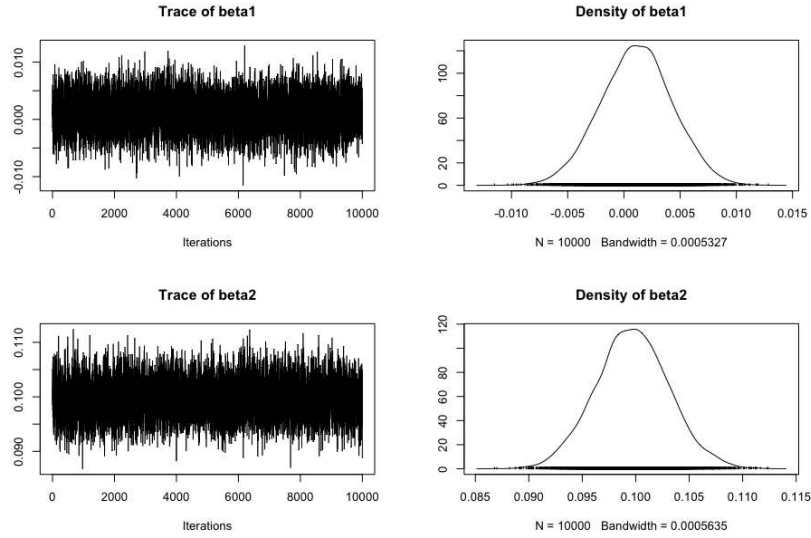 Trace of beta1
0.010
0.000
-0.010
0 2000 4000 6000 8000 10000
Iterations
Density of beta1
100
60
20
0
-0.010 -0.005 0.000 0.005 0.010 0.015
N = 10000 Bandwidth = 0.0005327
Trace of beta2
0.110
0.100
0.090
0 2000 4000 6000 8000 10000
Iterations
Density of beta2
120
80
60
40
20
0
0.085 0.090 0.095 0.100 0.105 0.110 0.115
N = 10000 Bandwidth = 0.0005635